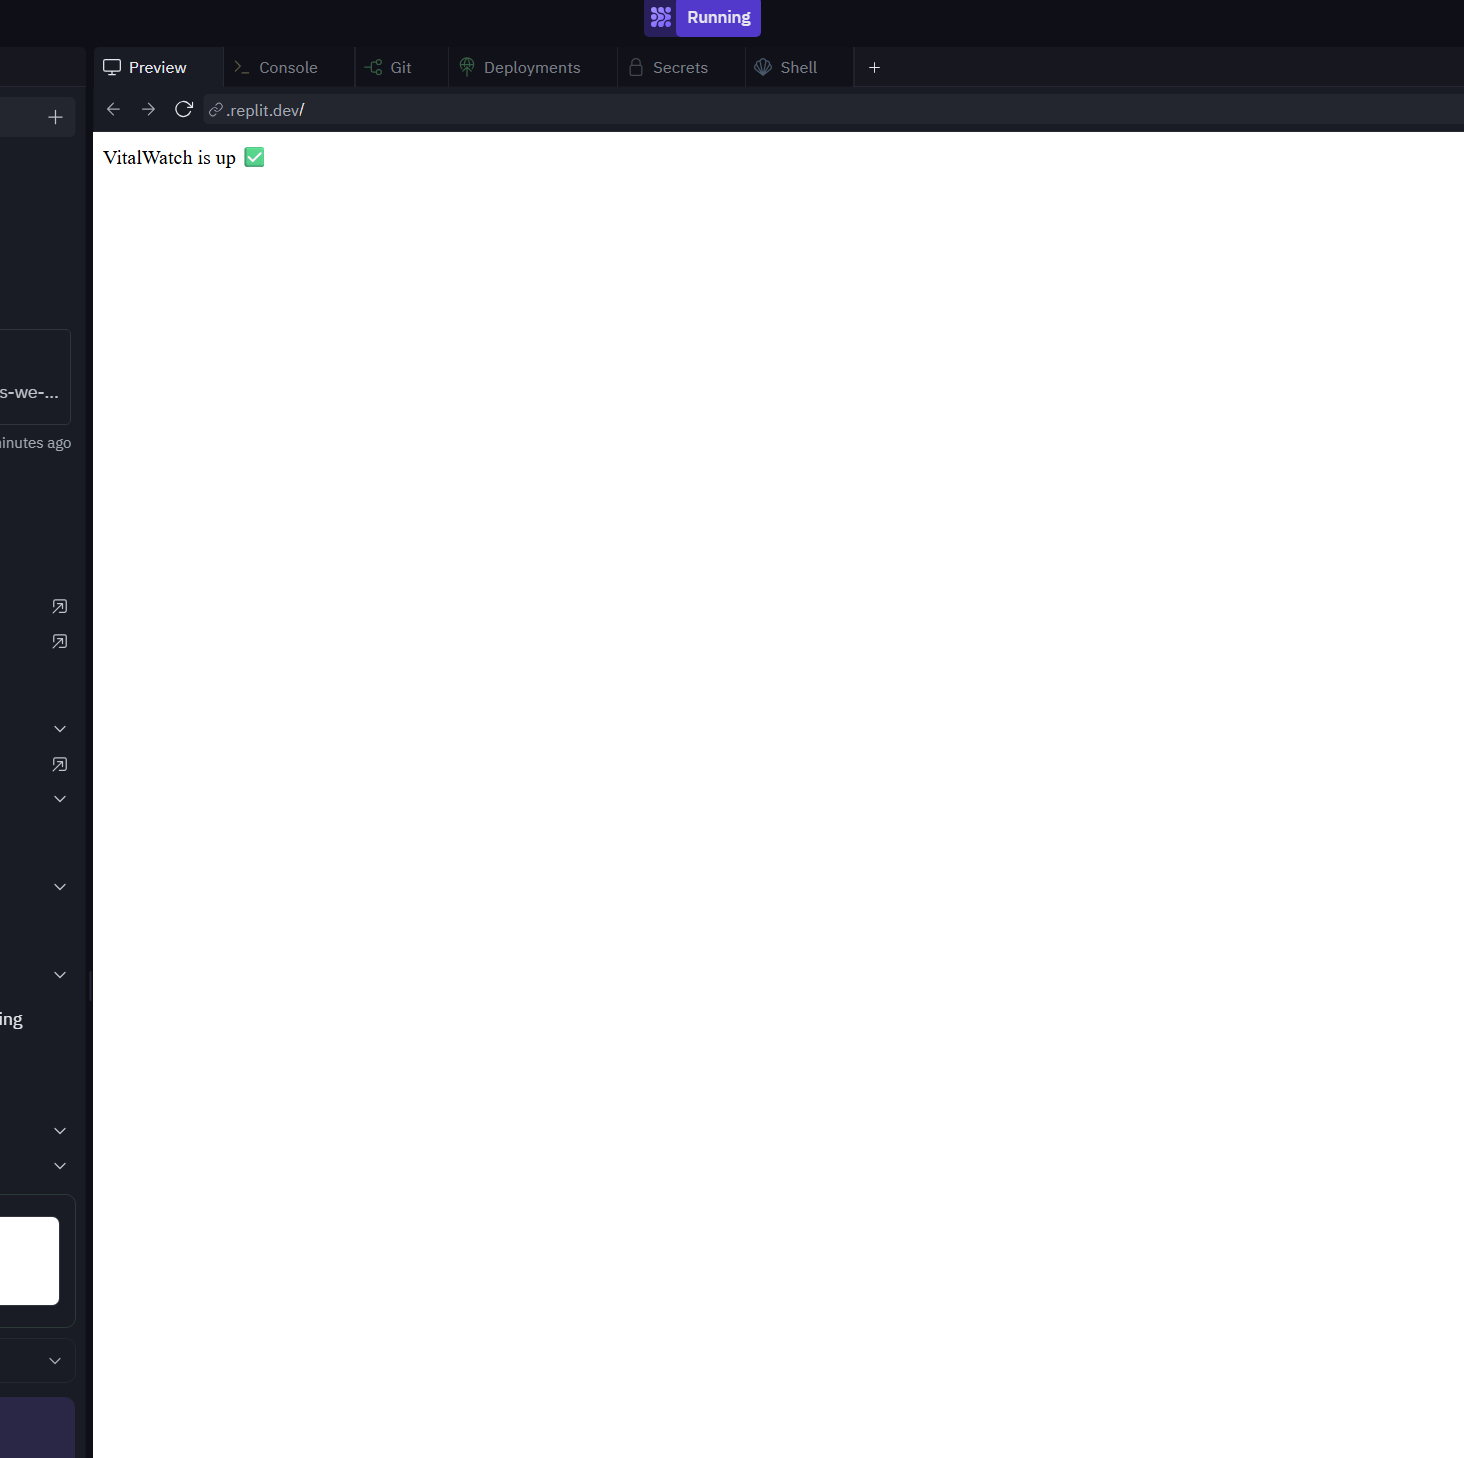 Running
Preview
Console
Git
Deployments
Secrets
Shell
.replit.dev/
VitalWatch is up ✅
s-we-...
inutes ago
ing